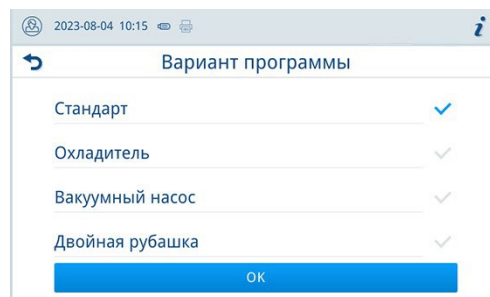 2023-08-04 10:15
i
Вариант программы
Стандарт
Охладитель
Вакуумный насос
Двойная рубашка
OK